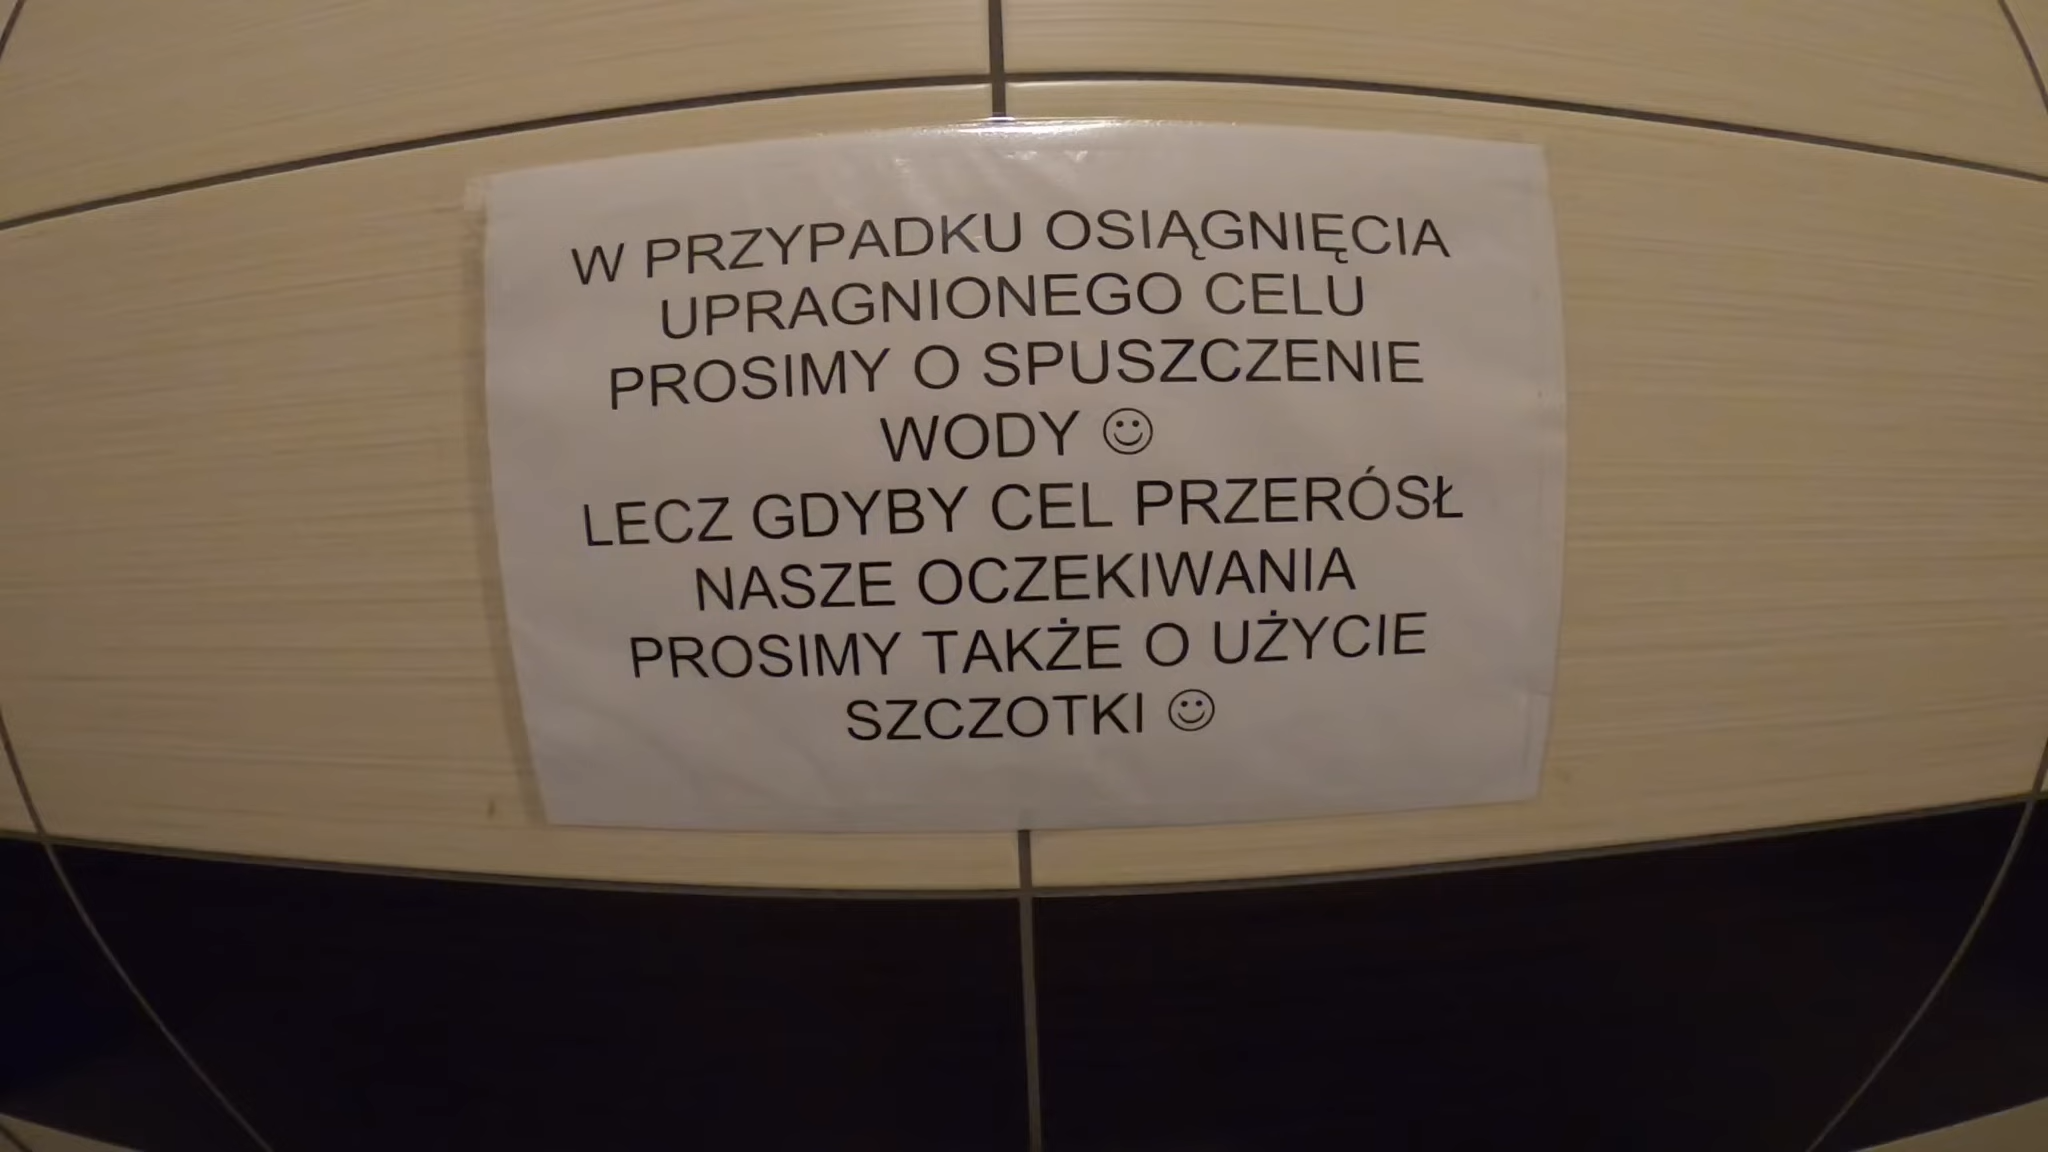 W PRZYPADKU OSIĄGNIĘCIA
UPRAGNIONEGO CELU
PROSIMY O SPUSZCZENIE
WODY ☺
LECZ GDYBY CEL PRZERÓSŁ
NASZE OCZEKIWANIA
PROSIMY TAKŻE O UŻYCIE
SZCZOTKI ☺